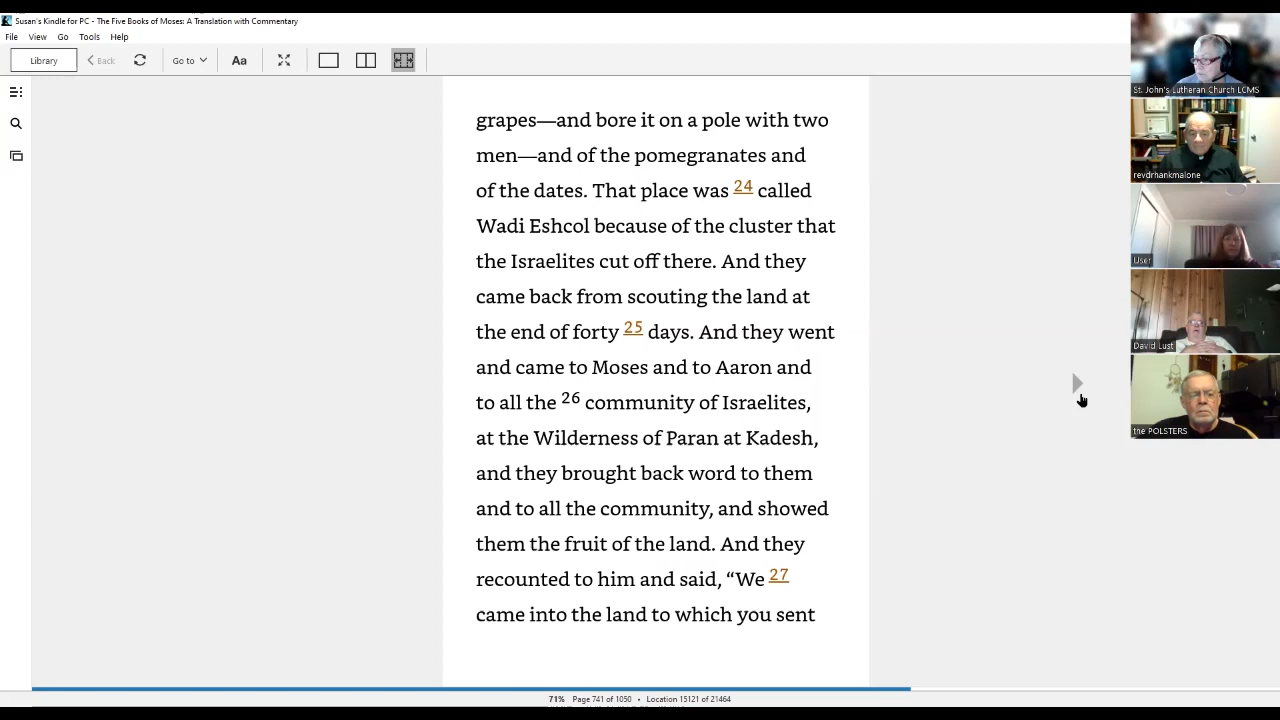 Susan's Kindle for PC - The Five Books of Moses: A Translation with Commentary
File View Go Tools Help
Library Back Go to Aa
grapes—and bore it on a pole with two
men—and of the pomegranates and
of the dates. That place was 24 called
Wadi Eshcol because of the cluster that
the Israelites cut off there. And they
came back from scouting the land at
the end of forty 25 days. And they went
and came to Moses and to Aaron and
to all the 26 community of Israelites,
at the Wilderness of Paran at Kadesh,
and they brought back word to them
and to all the community, and showed
them the fruit of the land. And they
recounted to him and said, “We 27
came into the land to which you sent
71% Page 741 of 1050 • Location 15121 of 21464
St. John's Lutheran Church LCMS
revdrhankmalone
User
David Lust
the POLSTERS